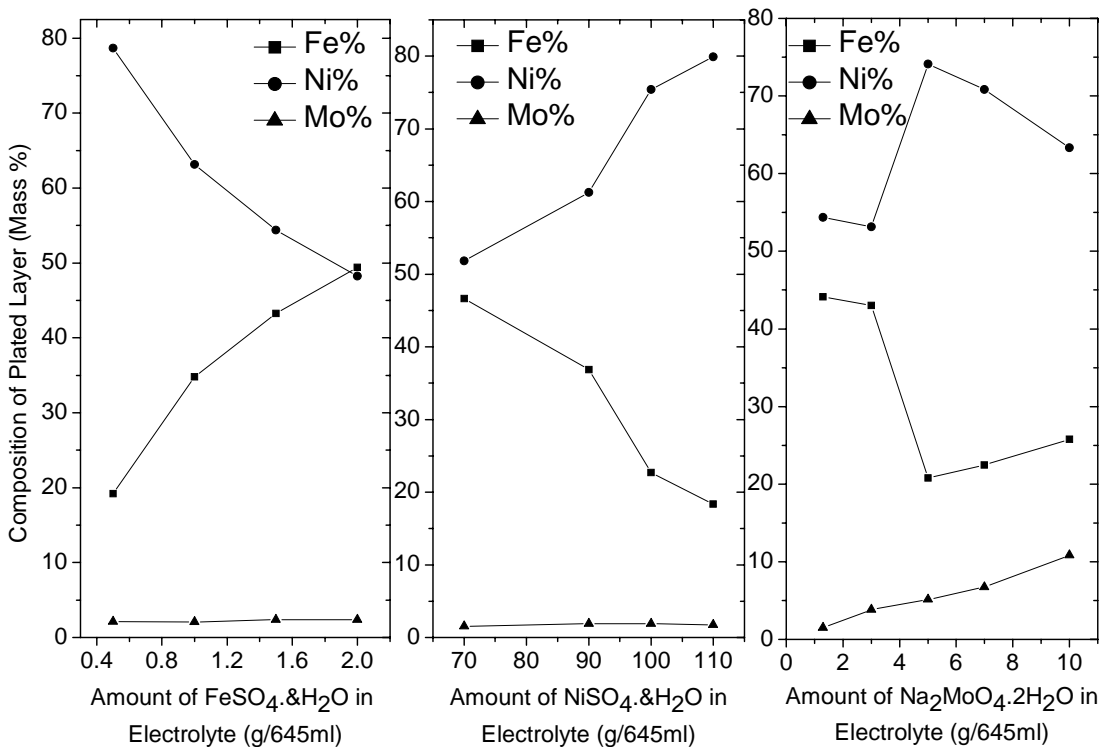 Composition of Plated Layer (Mass %)
80
70
60
50
40
30
20
10
0
0.4 0.8 1.2 1.6 2.0
Fe%
Ni%
Mo%
Amount of FeSO4.&H2O in
Electrolyte (g/645ml)
80
70
60
50
40
30
20
10
0
70 80 90 100 110
Fe%
Ni%
Mo%
Amount of NiSO4.&H2O in
Electrolyte (g/645ml)
80
70
60
50
40
30
20
10
0
0 2 4 6 8 10
Fe%
Ni%
Mo%
Amount of Na2MoO4.2H2O in
Electrolyte (g/645ml)